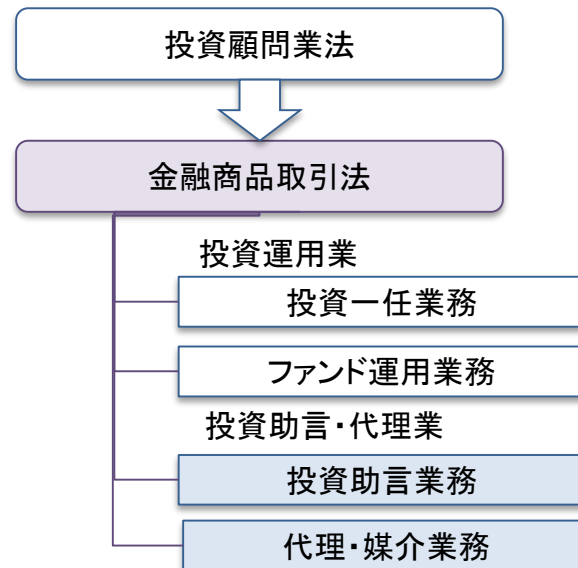 投資顧問業法
金融商品取引法
投資運用業
投資一任業務
ファンド運用業務
投資助言・代理業
投資助言業務
代理・媒介業務